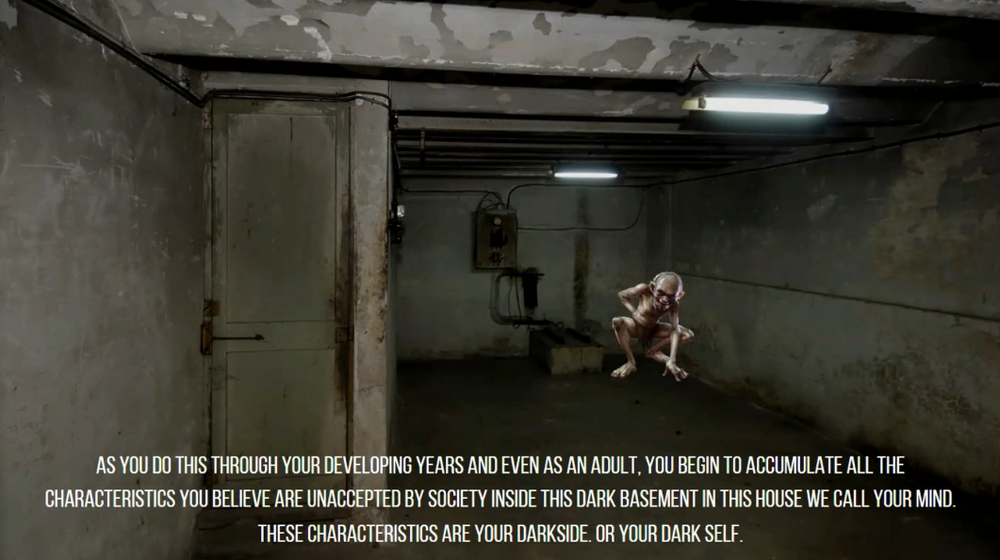 AS YOU DO THIS THROUGH YOUR DEVELOPING YEARS AND EVEN AS AN ADULT, YOU BEGIN TO ACCUMULATE ALL THE
CHARACTERISTICS YOU BELIEVE ARE UNACCEPTED BY SOCIETY INSIDE THIS DARK BASEMENT IN THIS HOUSE WE CALL YOUR MIND.
THESE CHARACTERISTICS ARE YOUR DARKSIDE. OR YOUR DARK SELF.